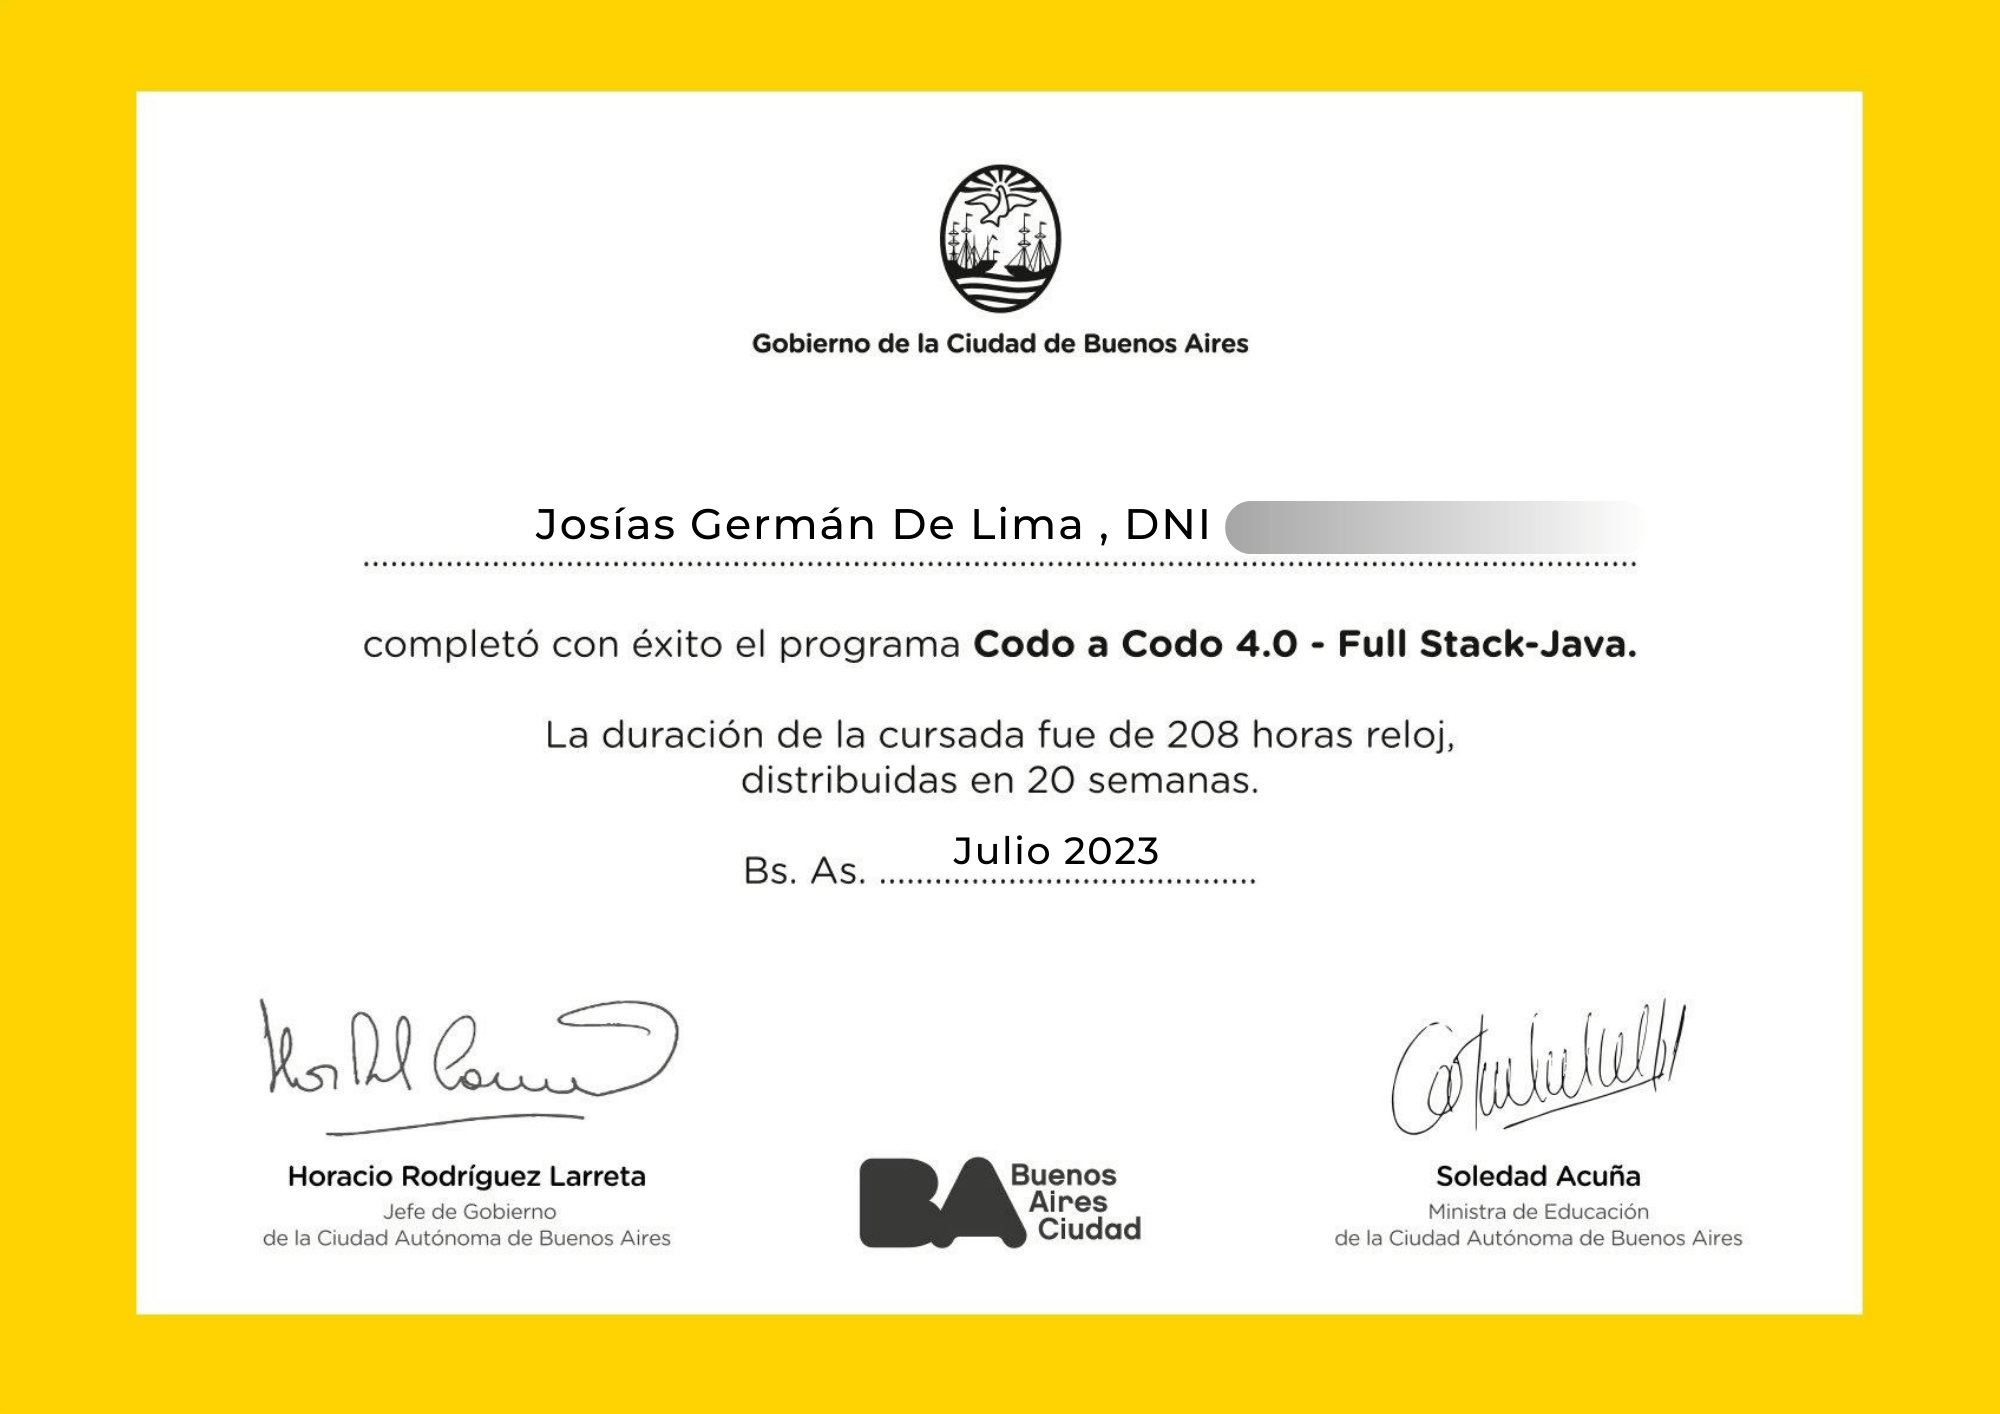 Gobierno de la Ciudad de Buenos Aires
Josías Germán De Lima , DNI
completó con éxito el programa Codo a Codo 4.0 - Full Stack-Java.
La duración de la cursada fue de 208 horas reloj,
distribuidas en 20 semanas.
Julio 2023
Bs. As. ........................................
Horacio Rodríguez Larreta
Jefe de Gobierno
de la Ciudad Autónoma de Buenos Aires
BA
Buenos
Aires
Ciudad
Soledad Acuña
Ministra de Educación
de la Ciudad Autónoma de Buenos Aires